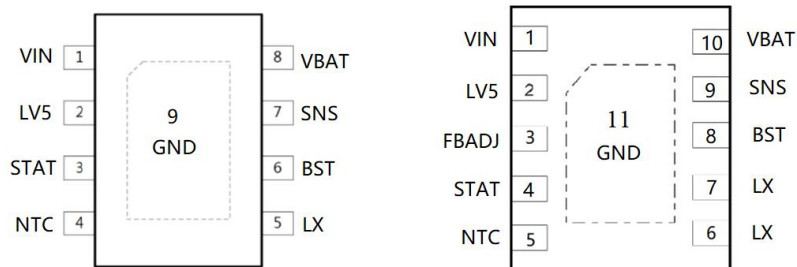 VIN 1
8 VBAT
LV5 2
9
7 SNS
GND
STAT 3
6 BST
NTC 4
5 LX
VIN 1
10 VBAT
LV5 2
9 SNS
11
FBADJ 3
8 BST
GND
STAT 4
7 LX
NTC 5
6 LX